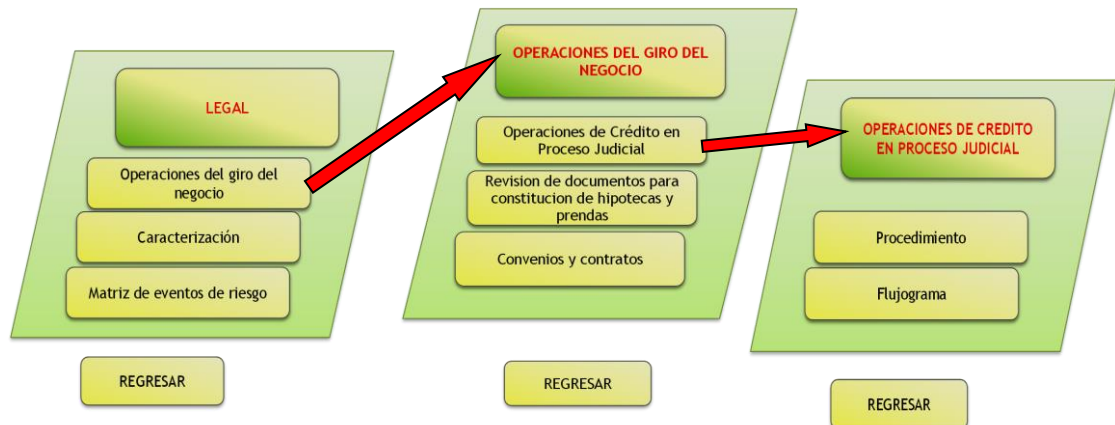 LEGAL
Operaciones del giro del
negocio
Caracterización
Matriz de eventos de riesgo
REGRESAR
OPERACIONES DEL GIRO DEL
NEGOCIO
Operaciones de Crédito en
Proceso Judicial
Revision de documentos para
constitucion de hipotecas y
prendas
Convenios y contratos
REGRESAR
OPERACIONES DE CREDITO
EN PROCESO JUDICIAL
Procedimiento
Flujograma
REGRESAR